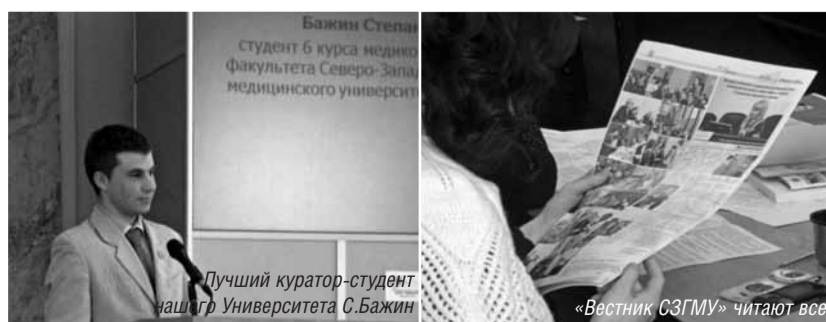 Бажин Степан
студент 6 курса медико
факультета Северо-Запад
медицинского университе
Лучший куратор-студент
нашего Университета С.Бажин
«Вестник СЗГМУ» читают все